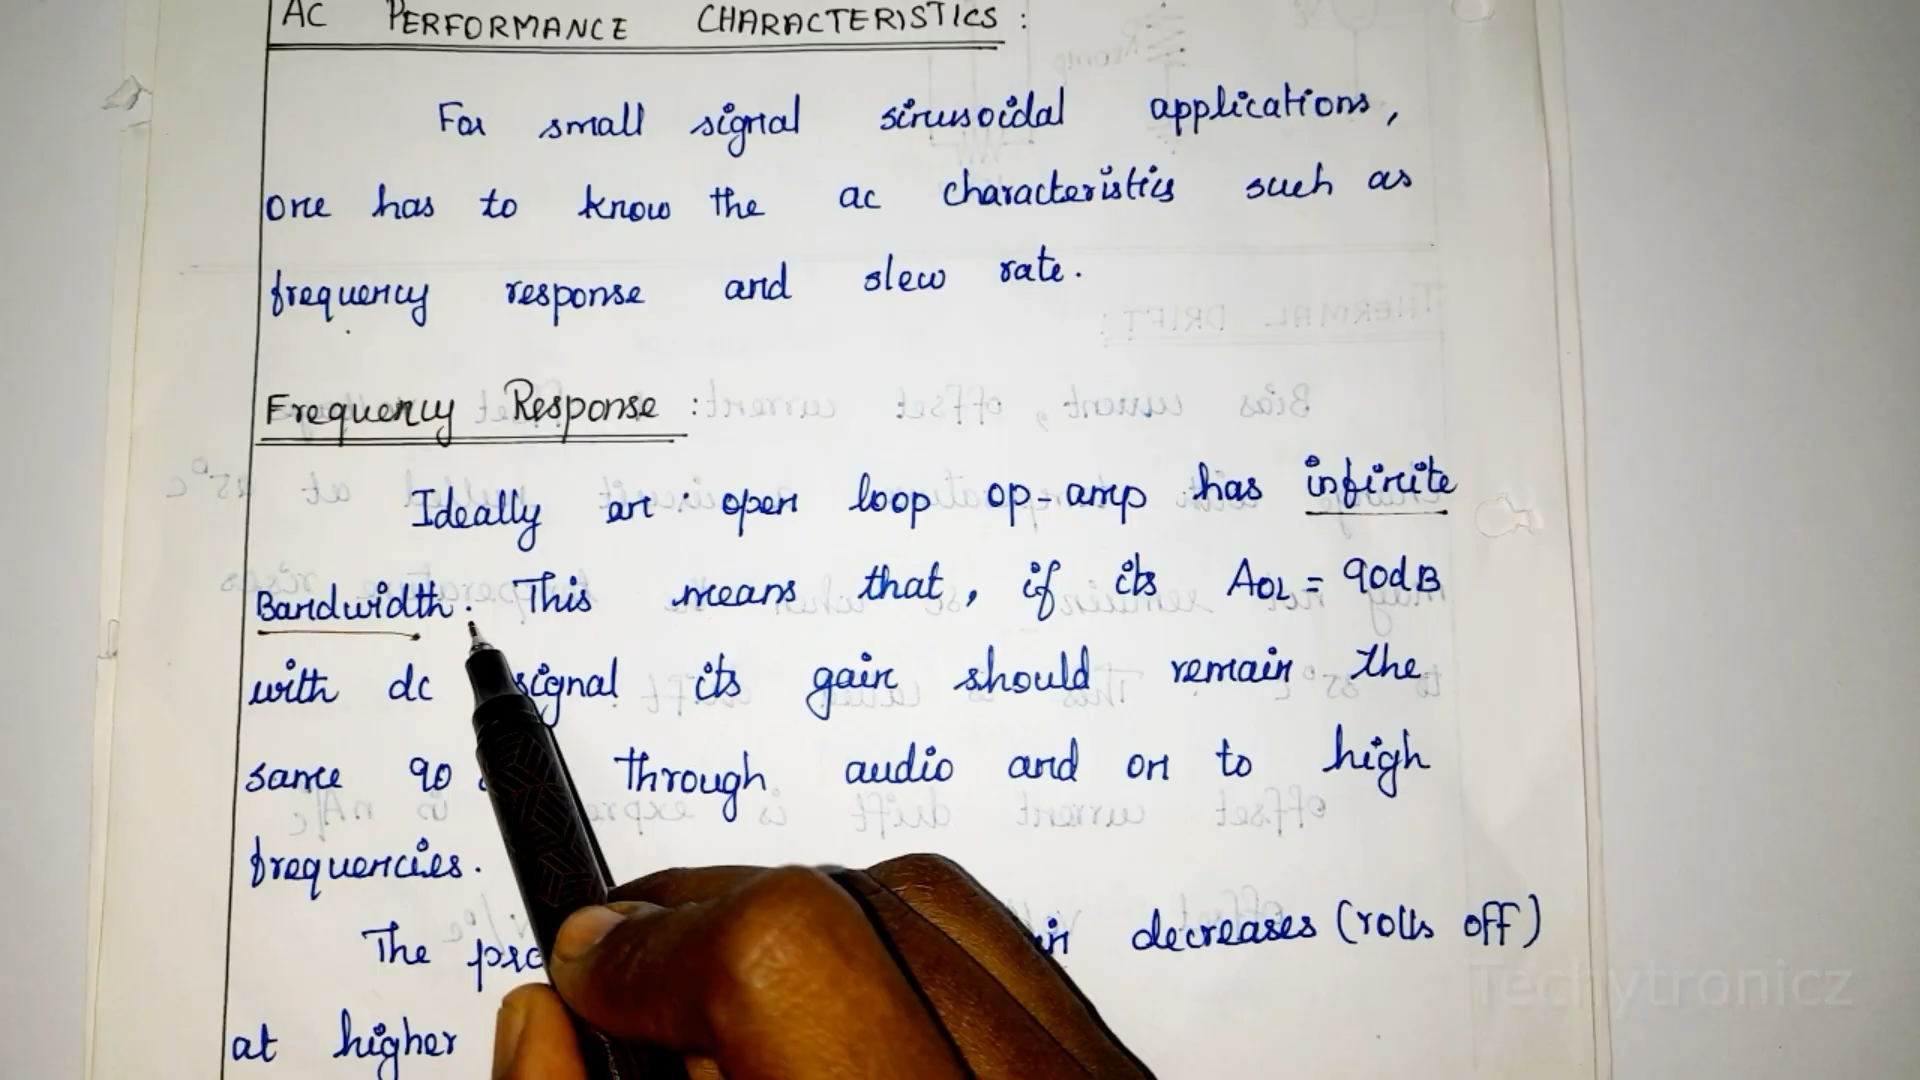 AC PERFORMANCE CHARACTERISTICS :
For small signal sinusoidal applications,
one has to know the ac characteristics such as
frequency response and slew rate.
Frequency Response :
Ideally an open loop op-amp has infinite
Bandwidth. This means that, if its AOL = 90dB
with dc signal its gain should remain the
same 90 through audio and on to high
frequencies.
The decreases (rolls off)
at higher
Techytronicz